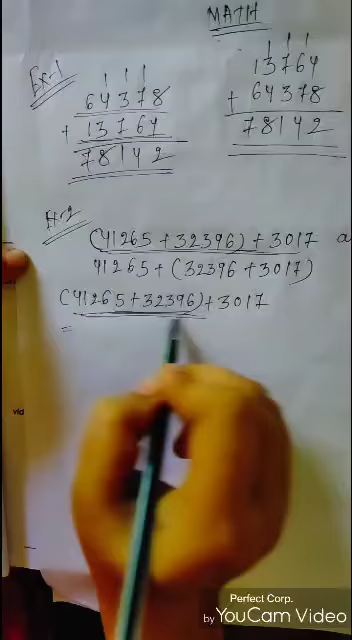 MATH
Ex-1
1 1 1
64378
+ 13764
78142
1 1 1
13764
+ 64378
78142
Ex-2
(41265 + 32396) + 3017 a
41265 + (32396 + 3017)
(41265 + 32396) + 3017
=
Perfect Corp.
by YouCam Video